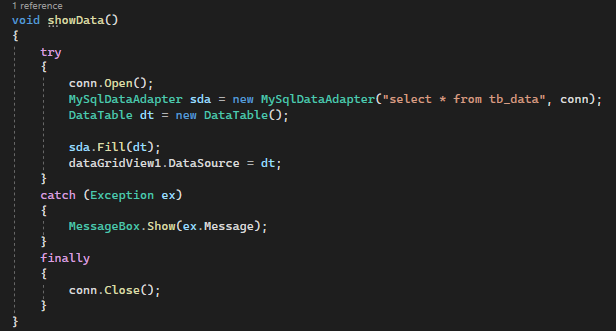 1 reference
void showData()
{
try
{
conn.Open();
MySqlDataAdapter sda = new MySqlDataAdapter("select * from tb_data", conn);
DataTable dt = new DataTable();
sda.Fill(dt);
dataGridView1.DataSource = dt;
}
catch (Exception ex)
{
MessageBox.Show(ex.Message);
}
finally
{
conn.Close();
}
}